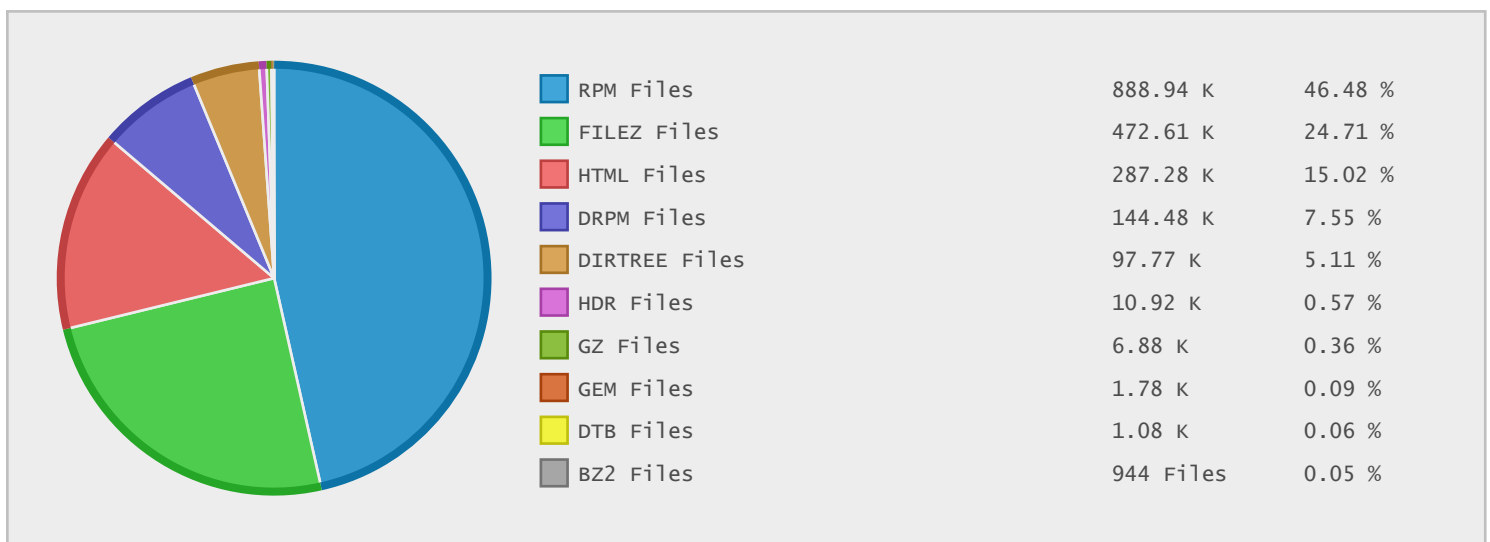 RPM Files 888.94 K 46.48 %
FILEZ Files 472.61 K 24.71 %
HTML Files 287.28 K 15.02 %
DRPM Files 144.48 K 7.55 %
DIRTREE Files 97.77 K 5.11 %
HDR Files 10.92 K 0.57 %
GZ Files 6.88 K 0.36 %
GEM Files 1.78 K 0.09 %
DTB Files 1.08 K 0.06 %
BZ2 Files 944 Files 0.05 %